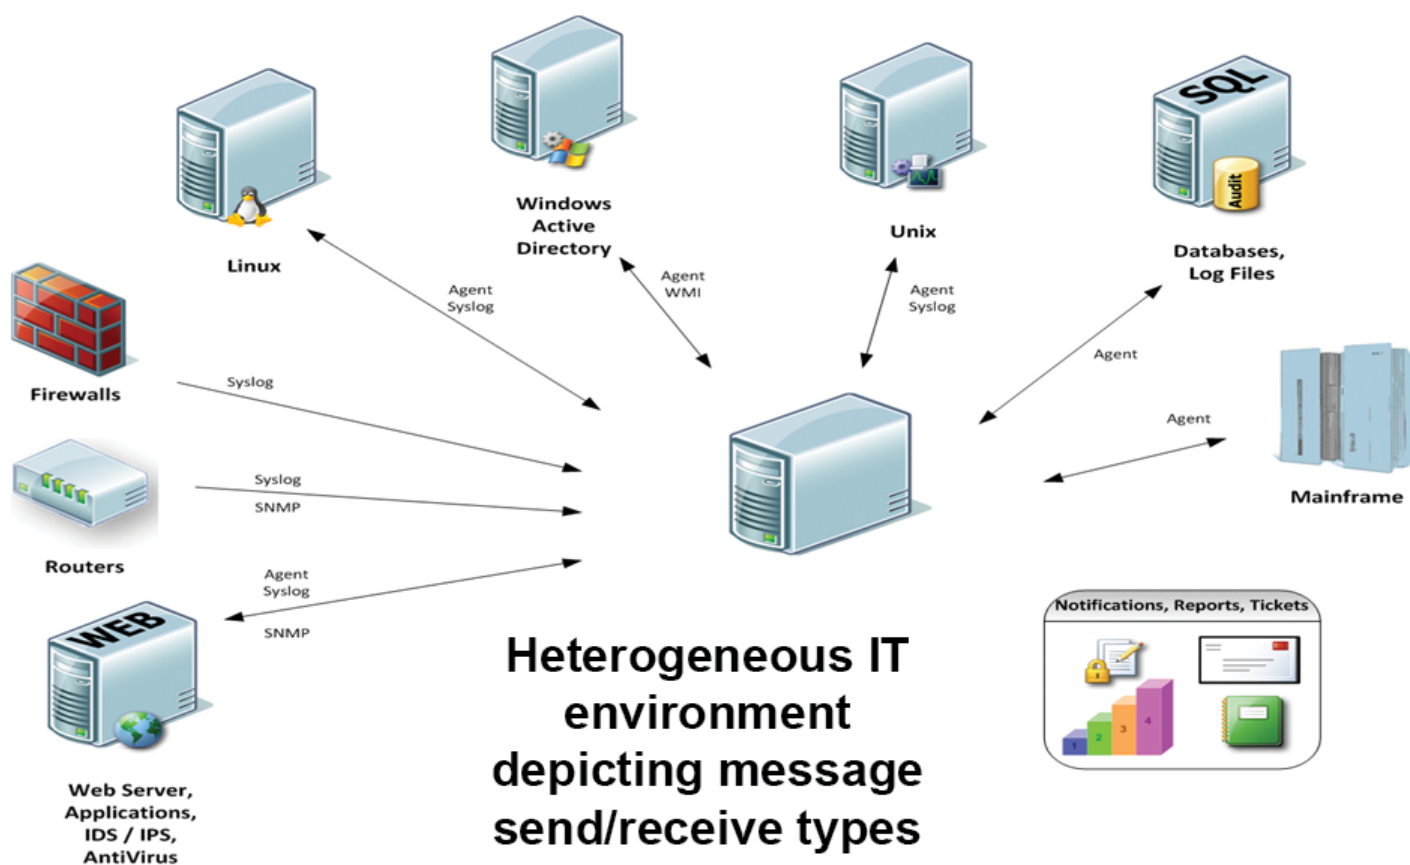 SQL
Audit
Linux
Windows
Active
Directory
Unix
Databases,
Log Files
Agent
Syslog
Agent
WMI
Agent
Syslog
Agent
Firewalls
Syslog
Agent
Mainframe
Routers
Syslog
SNMP
Agent
Syslog
SNMP
WEB
Web Server,
Applications,
IDS / IPS,
AntiVirus
Heterogeneous IT
environment
depicting message
send/receive types
Notifications, Reports, Tickets
1
2
3
4